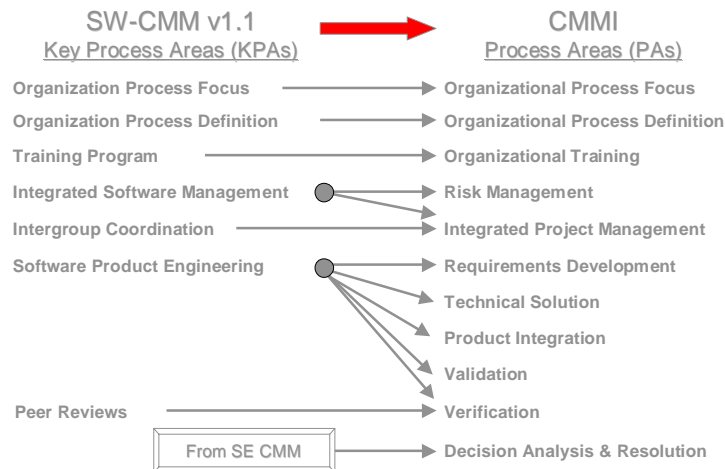 SW-CMM v1.1
CMMI
Key Process Areas (KPAs)
Process Areas (PAs)
Organization Process Focus
Organizational Process Focus
Organization Process Definition
Organizational Process Definition
Training Program
Organizational Training
Integrated Software Management
Risk Management
Intergroup Coordination
Integrated Project Management
Software Product Engineering
Requirements Development
Technical Solution
Product Integration
Validation
Peer Reviews
Verification
From SE CMM
Decision Analysis & Resolution